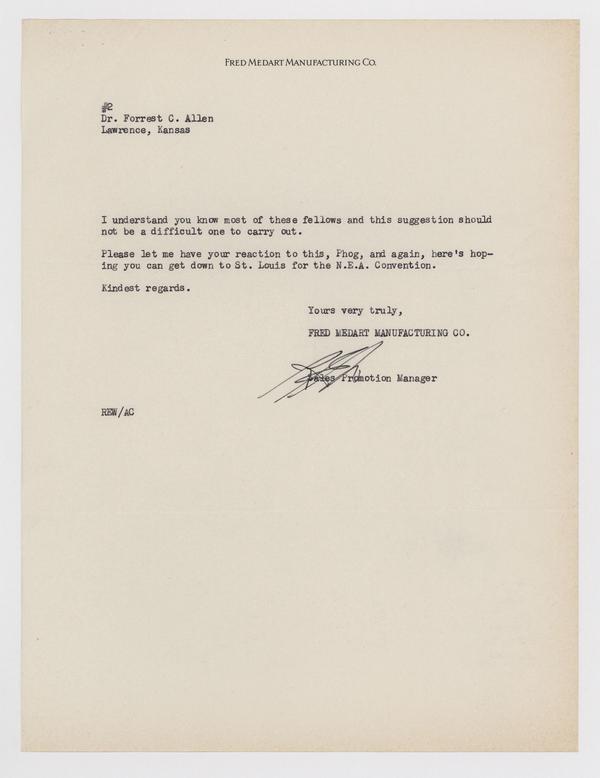 FRED MEDART MANUFACTURING CO.
#2
Dr. Forrest C. Allen
Lawrence, Kansas
I understand you know most of these fellows and this suggestion should
not be a difficult one to carry out.
Please let me have your reaction to this, Phog, and again, here's hop-
ing you can get down to St. Louis for the N.E.A. Convention.
Kindest regards.
Yours very truly,
FRED MEDART MANUFACTURING CO.
Sales Promotion Manager
REW/AC